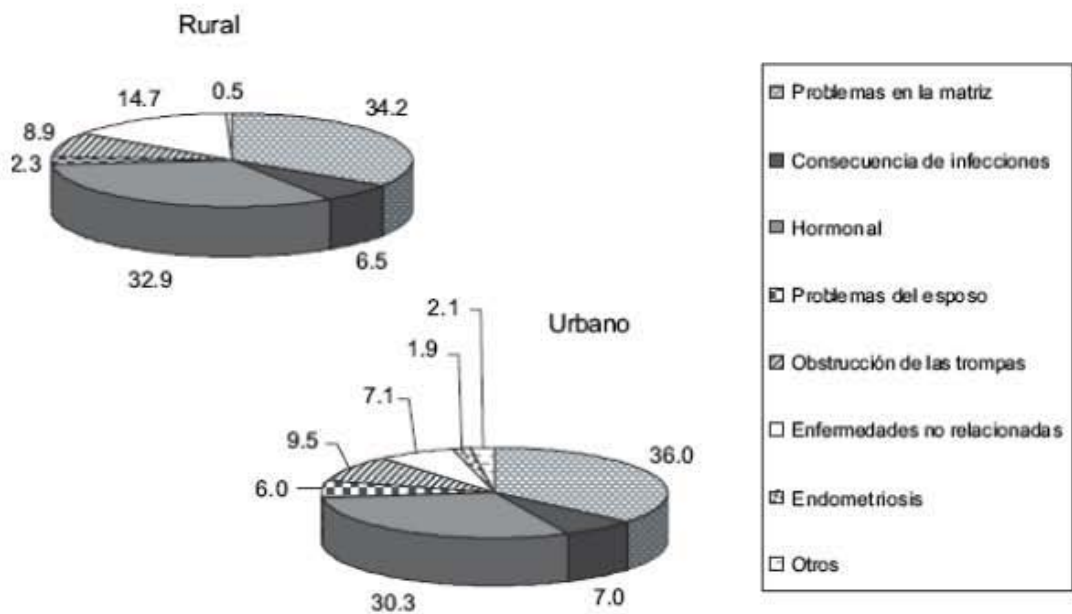 Rural
0.5
14.7
34.2
8.9
2.3
6.5
32.9
Problemas en la matriz
Consecuencia de infecciones
Hormonal
Problemas del esposo
Obstrucción de las trompas
Enfermedades no relacionadas
Endometriosis
Otros
2.1
Urbano
1.9
7.1
9.5
36.0
6.0
30.3
7.0